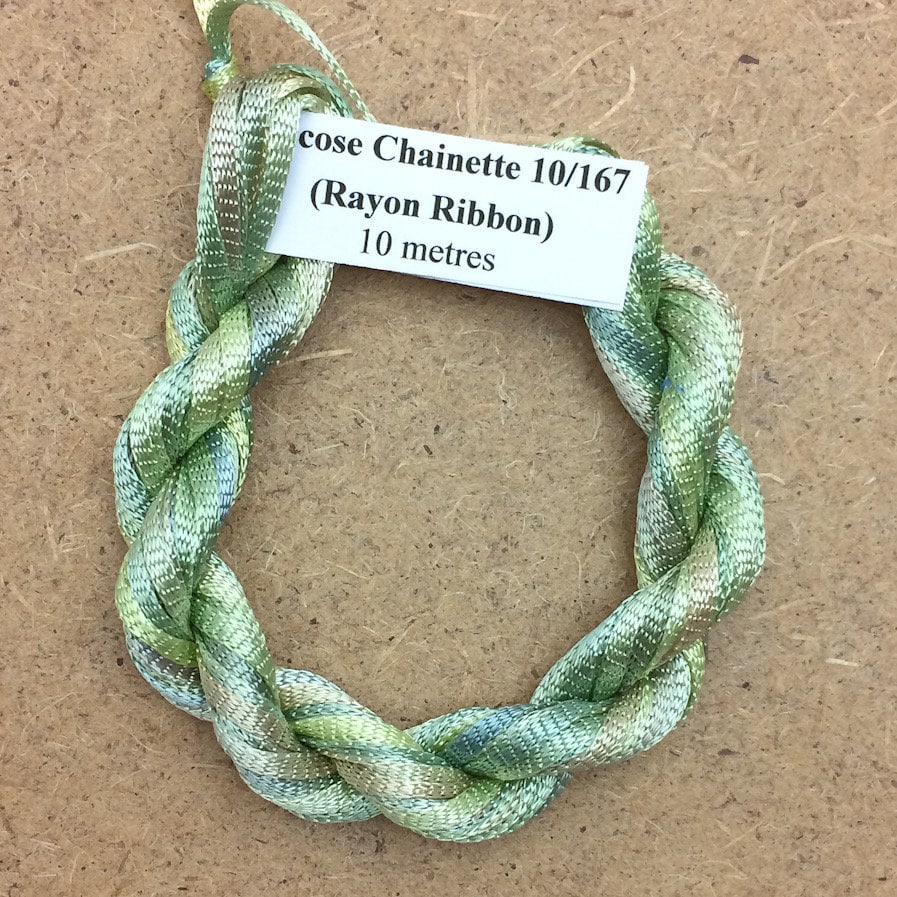 cose Chainette 10/167
(Rayon Ribbon)
10 metres